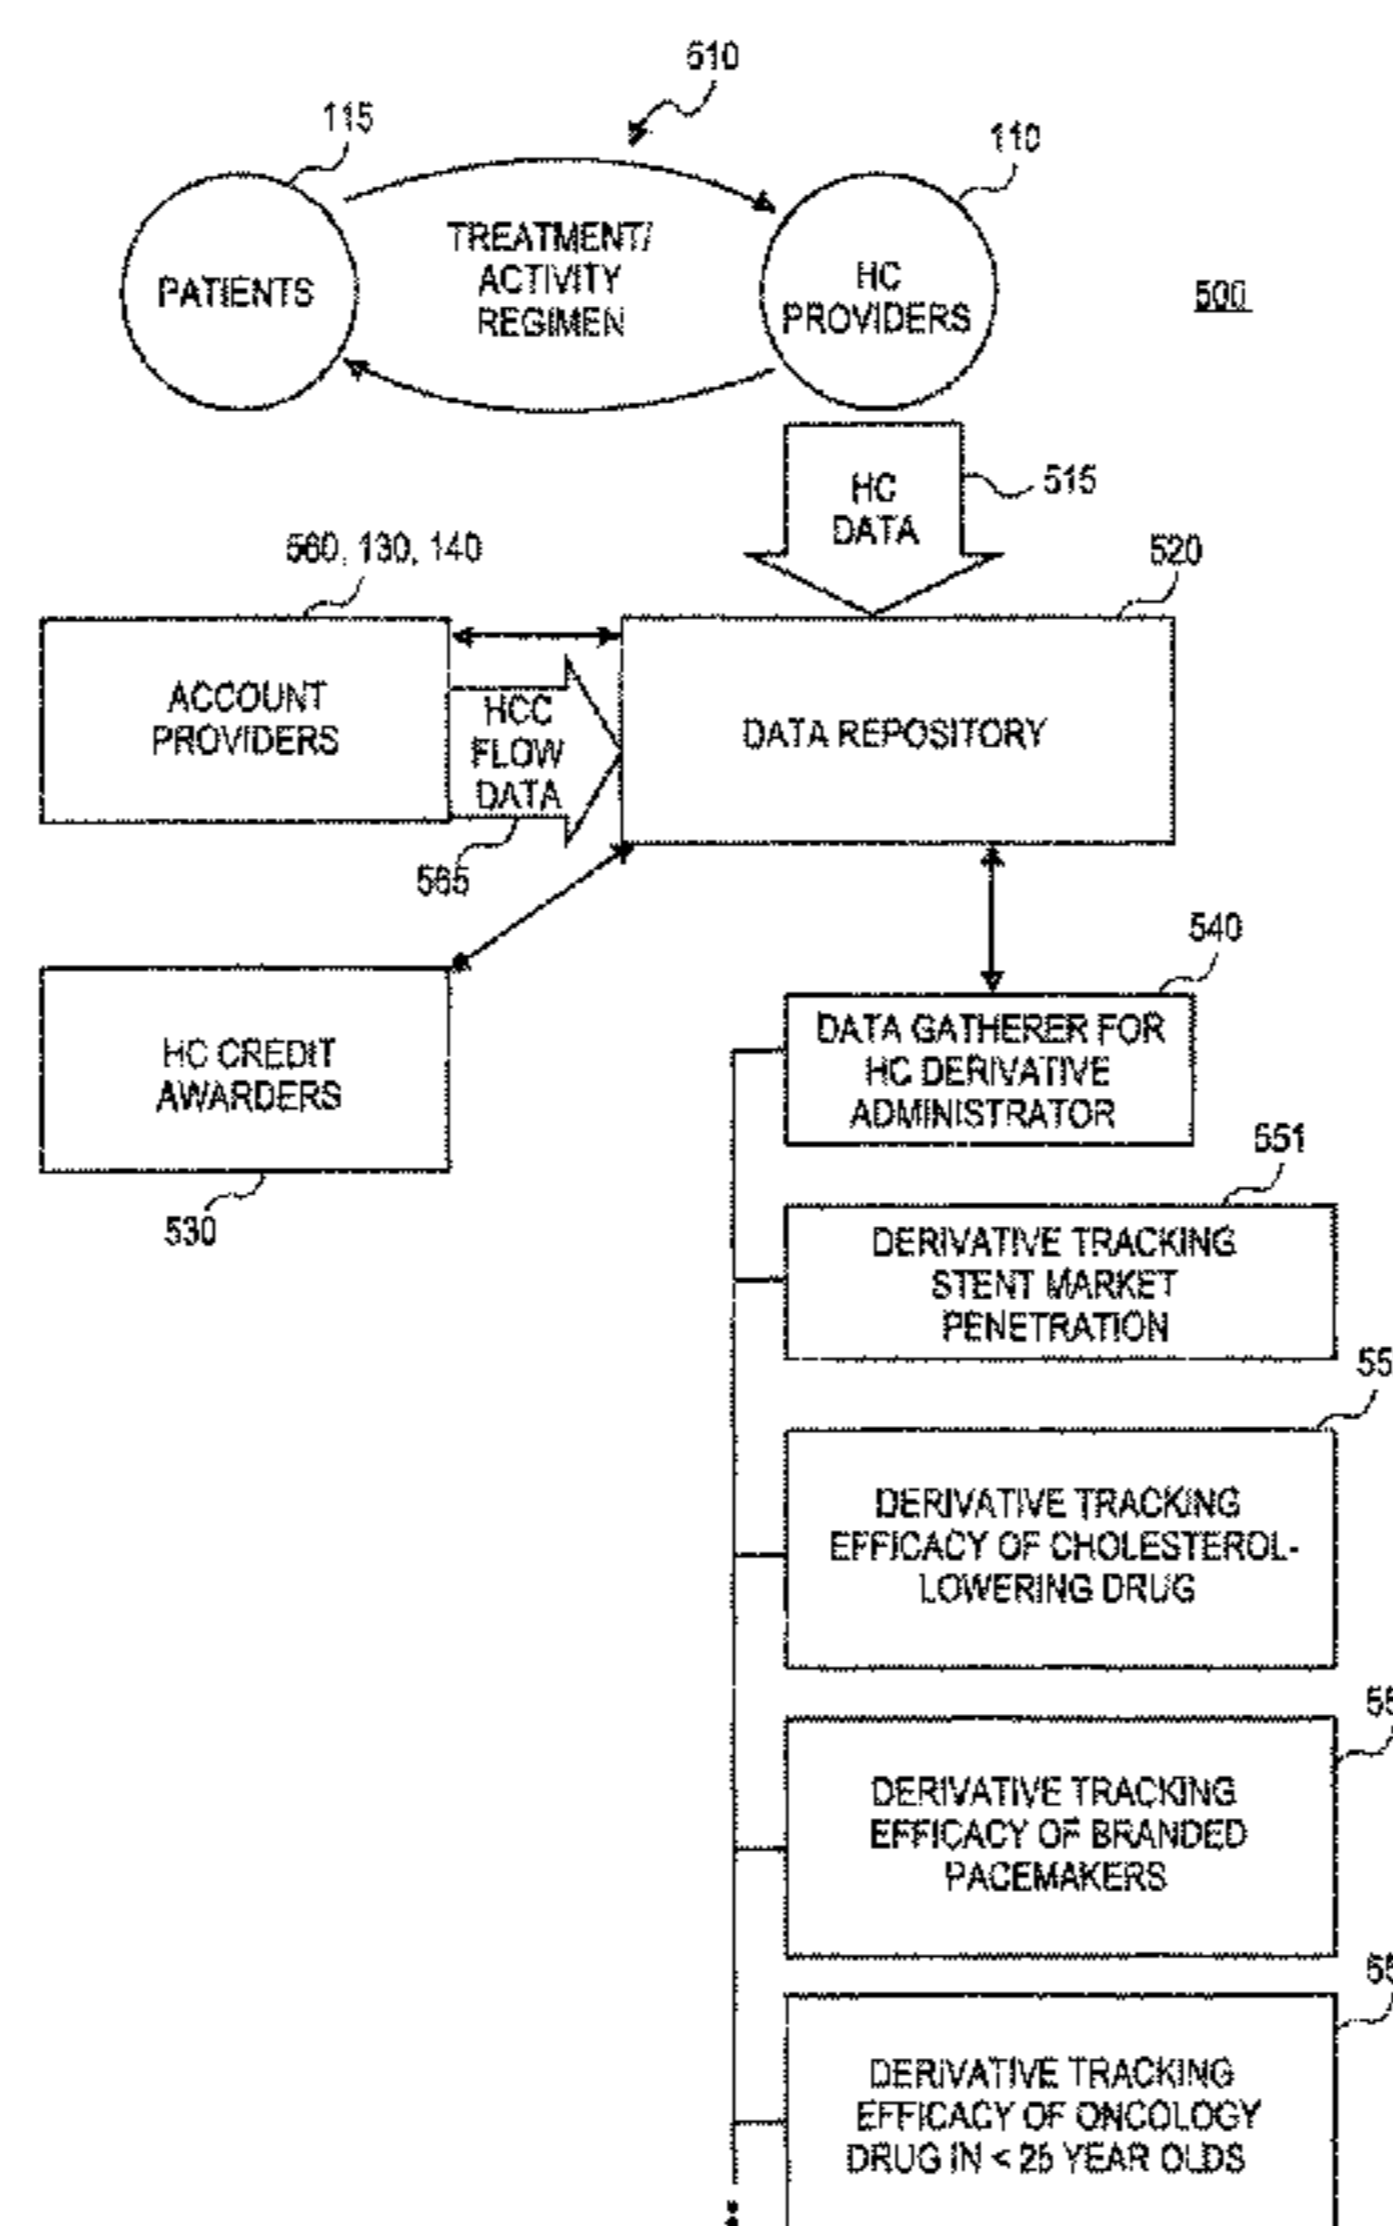 510
115
110
PATIENTS
TREATMENT/
ACTIVITY
REGIMEN
HC
PROVIDERS
500
HC
DATA
515
560, 130, 140
520
ACCOUNT
PROVIDERS
HCC
FLOW
DATA
DATA REPOSITORY
565
540
HC CREDIT
AWARDERS
530
DATA GATHERER FOR
HC DERIVATIVE
ADMINISTRATOR
551
DERIVATIVE TRACKING
STENT MARKET
PENETRATION
DERIVATIVE TRACKING
EFFICACY OF CHOLESTEROL-
LOWERING DRUG
DERIVATIVE TRACKING
EFFICACY OF BRANDED
PACEMAKERS
DERIVATIVE TRACKING
EFFICACY OF ONCOLOGY
DRUG IN < 25 YEAR OLDS